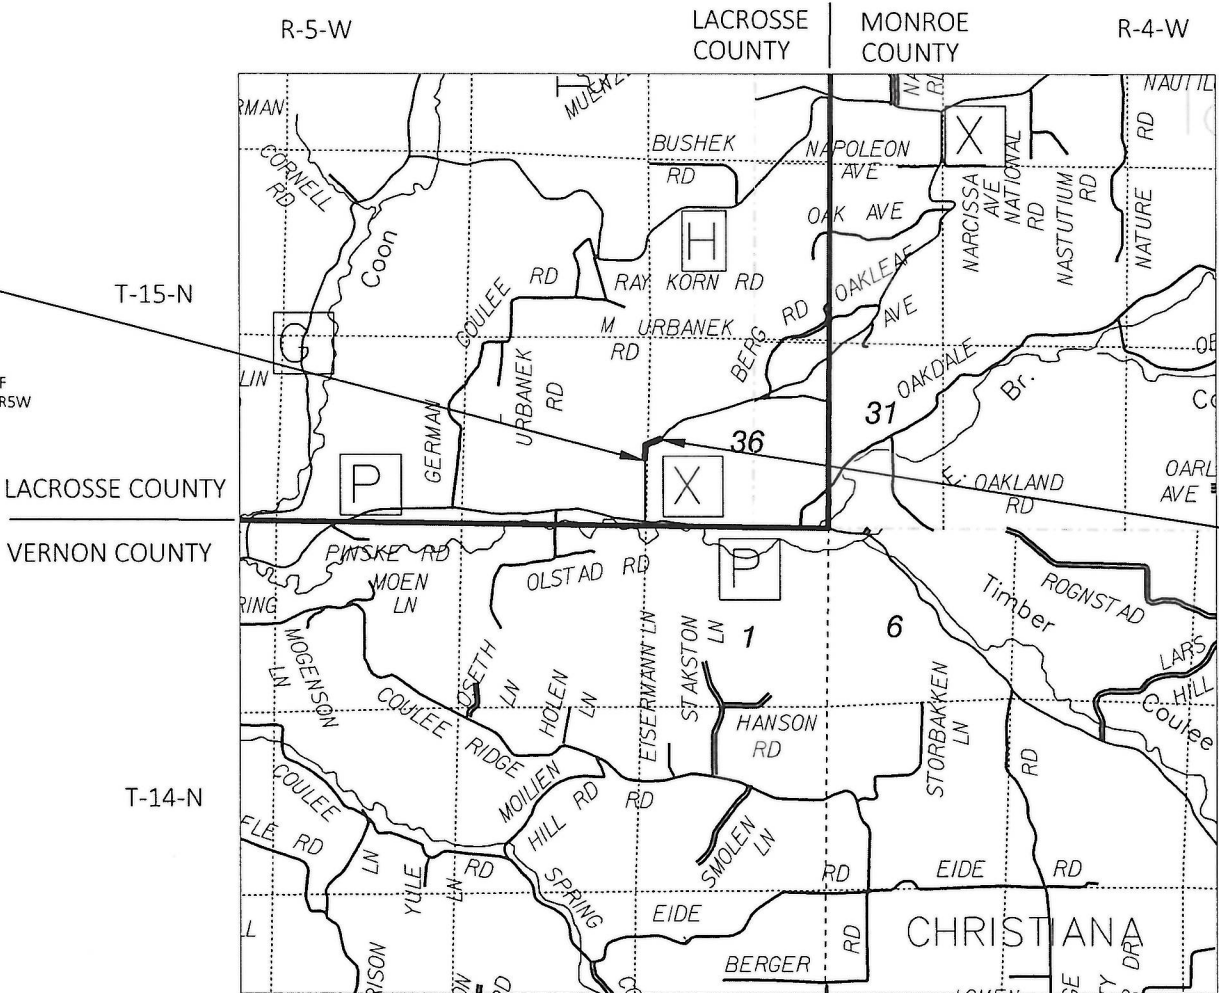 R-5-W
LACROSSE
COUNTY
MONROE
COUNTY
R-4-W
RMAN
MUENZ
BUSHEK
RD
NAPOLEON
AVE
X
NAUTIL
RD
CORNELL
RD
Coon
OAK AVE
NARCISSA
AVE
NATIONAL
RD
NASTUTIUM
RD
NATURE
H
RD
RAY KORN RD
OAKLEAF
AVE
T-15-N
COULEE
M URBANEK
RD
BERG RD
G
LIN
F
R5W
URBANEK
RD
GERMAN
OAKDALE
Br.
31
36
P
X
E.
OAKLAND
RD
OARL
AVE
LACROSSE COUNTY
VERNON COUNTY
PINSKE RD
MOEN
LN
OLSTAD RD
P
Timber
ROGNSTAD
RING
MOGENSON
LN
OSETH
LN
HOLEN
LN
EISERMANN LN
STAKSTON
LN
1
6
LARS
HILL
Coulee
COULEE RIDGE
RD
HANSON
RD
STORBAKKEN
LN
RD
T-14-N
COULEE
LN
MOILIEN
HILL RD
SMOLEN
LN
RD
YULE
LN
RD
SPRING
EIDE
RD
EIDE RD
CHRISTIANA
BERGER
RD
RISON
DR